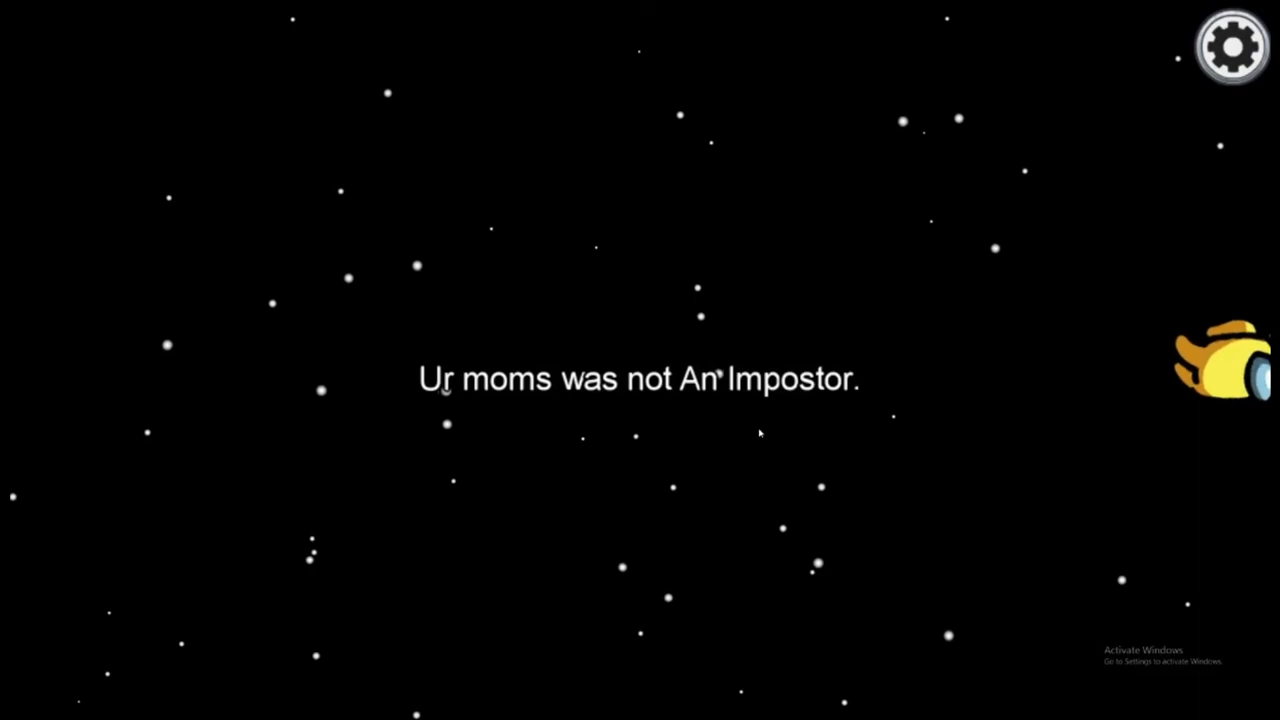 Ur moms was not An Impostor.
Activate Windows
Go to Settings to activate Windows.